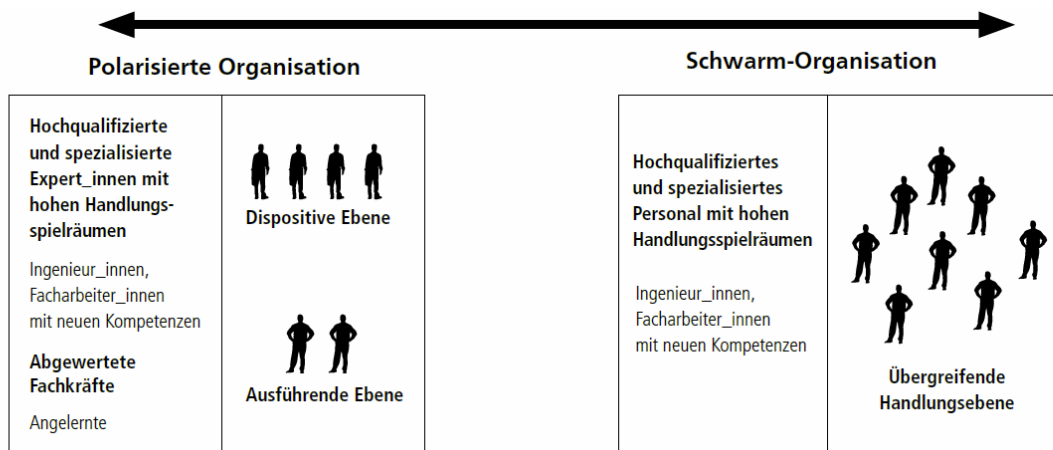 Polarisierte Organisation
Hochqualifizierte
und spezialisierte
Expert_innen mit
hohen Handlungs-
spielräumen
Ingenieur_innen,
Facharbeiter_innen
mit neuen Kompetenzen
Abgewertete
Fachkräfte
Angelernte
Dispositive Ebene
Ausführende Ebene
Schwarm-Organisation
Hochqualifiziertes
und spezialisiertes
Personal mit hohen
Handlungsspielräumen
Ingenieur_innen,
Facharbeiter_innen
mit neuen Kompetenzen
Übergreifende
Handlungsebene